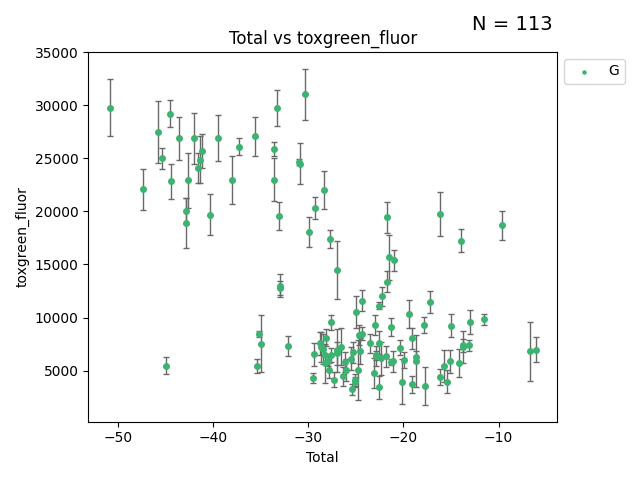 N = 113
Total vs toxgreen_fluor
G
35000
30000
25000
20000
15000
10000
5000
toxgreen_fluor
−50 −40 −30 −20 −10
Total